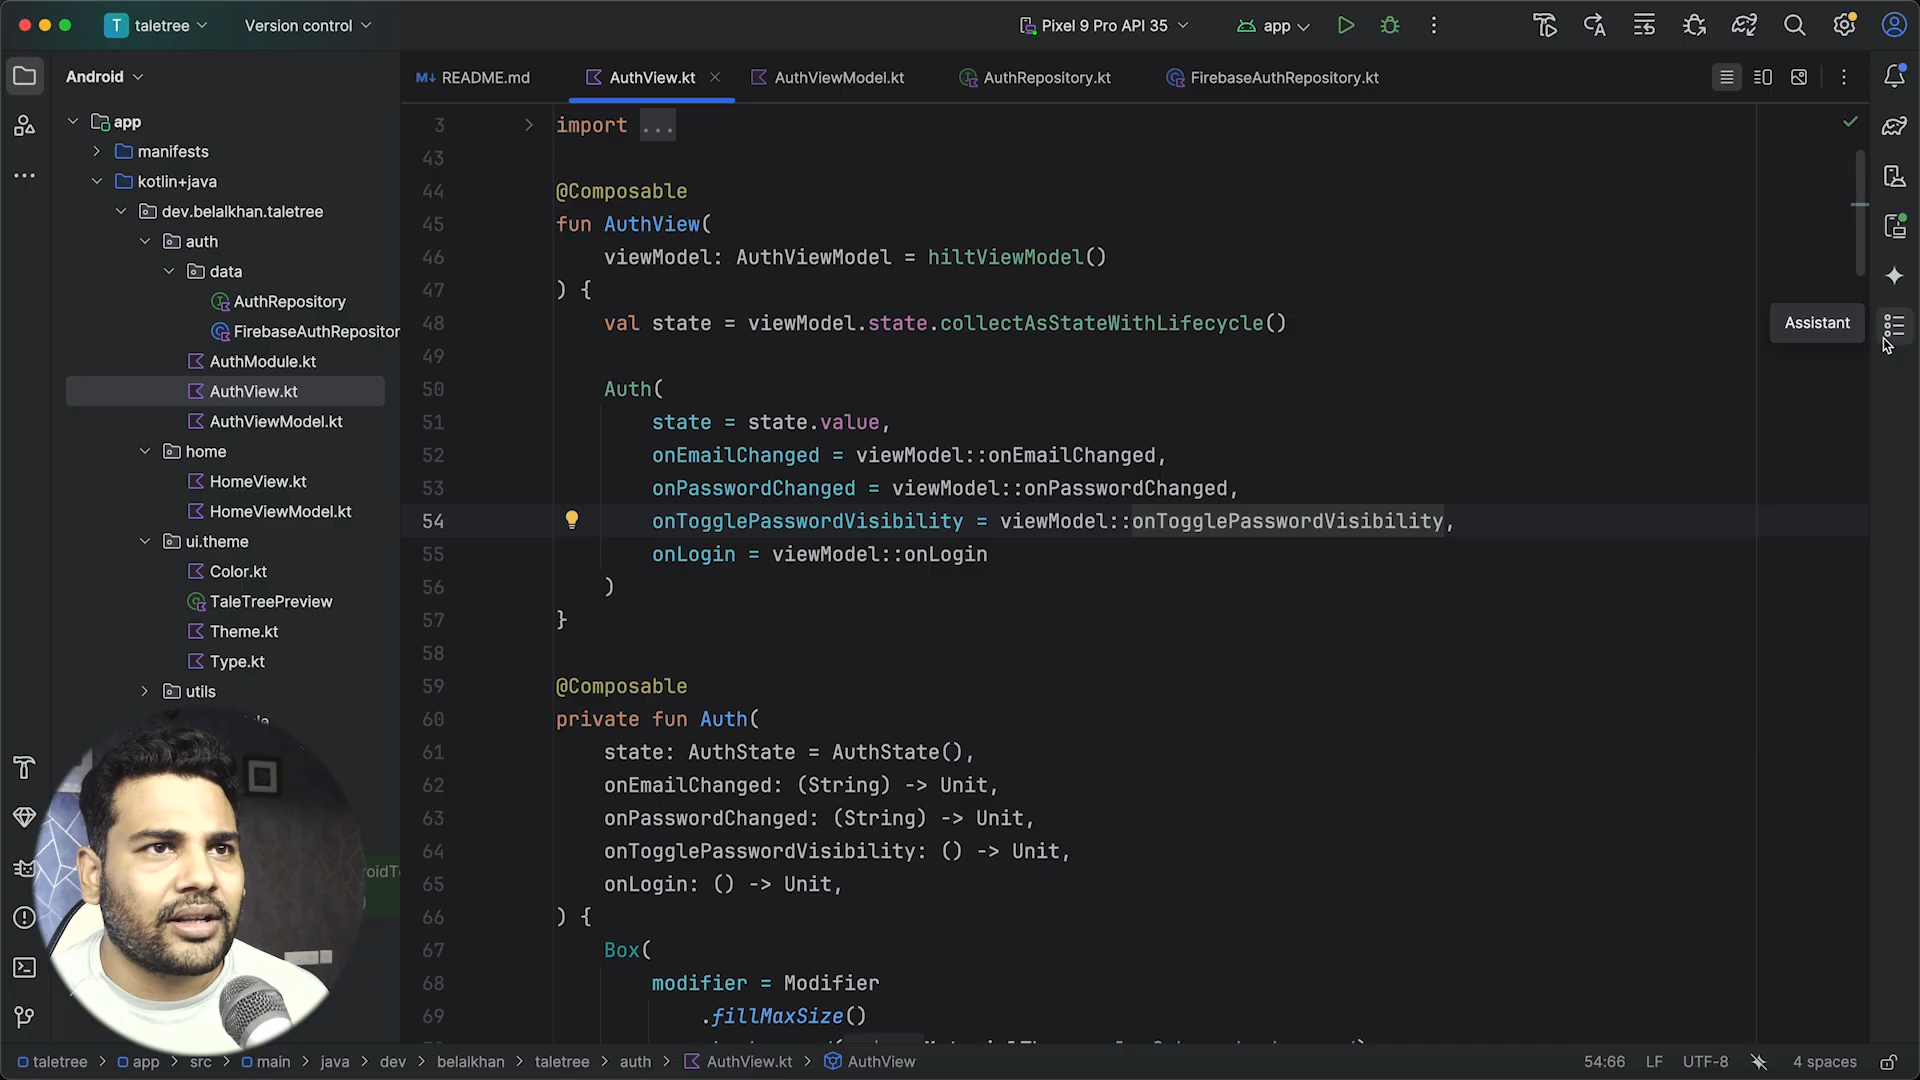 T taletree
Version control
Pixel 9 Pro API 35
app
Android
M↓ README.md
AuthView.kt
AuthViewModel.kt
AuthRepository.kt
FirebaseAuthRepository.kt
app
manifests
kotlin+java
dev.belalkhan.taletree
auth
data
AuthRepository
FirebaseAuthRepositor
AuthModule.kt
AuthView.kt
AuthViewModel.kt
home
HomeView.kt
HomeViewModel.kt
ui.theme
Color.kt
TaleTreePreview
Theme.kt
Type.kt
utils
3 import ...
43
44 @Composable
45 fun AuthView(
46 viewModel: AuthViewModel = hiltViewModel()
47 ) {
48 val state = viewModel.state.collectAsStateWithLifecycle()
49
50 Auth(
51 state = state.value,
52 onEmailChanged = viewModel::onEmailChanged,
53 onPasswordChanged = viewModel::onPasswordChanged,
54 onTogglePasswordVisibility = viewModel::onTogglePasswordVisibility,
55 onLogin = viewModel::onLogin
56 )
57 }
58
59 @Composable
60 private fun Auth(
61 state: AuthState = AuthState(),
62 onEmailChanged: (String) -> Unit,
63 onPasswordChanged: (String) -> Unit,
64 onTogglePasswordVisibility: () -> Unit,
65 onLogin: () -> Unit,
66 ) {
67 Box(
68 modifier = Modifier
69 .fillMaxSize()
Assistant
taletree > app > src > main > java > dev > belalkhan > taletree > auth > AuthView.kt > AuthView
54:66 LF UTF-8 4 spaces